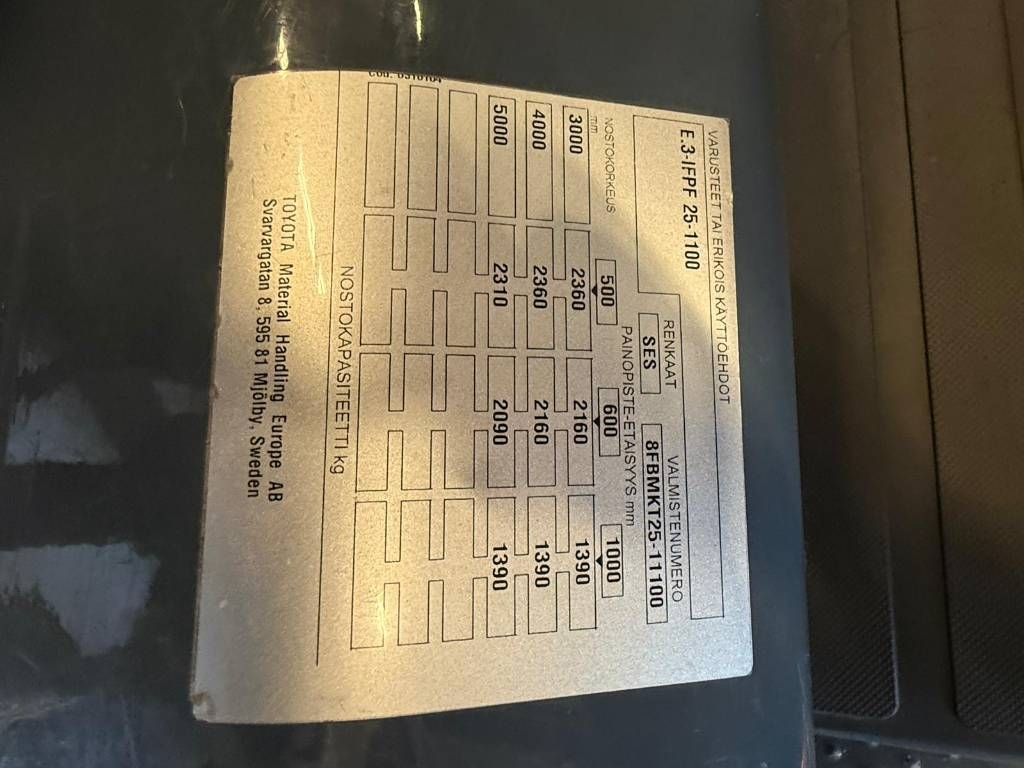 VARUSTEET TAI ERIKOIS KÄYTTÖEHDOT
E.3-IFPF 25-1100
RENKAAT VALMISTENUMERO
SES 8FBMKT25-11100
PAINOPISTE-ETÄISYYS mm
NOSTOKORKEUS 500 600 1000
mm
3000 2360 2160 1390
4000 2360 2160 1390
5000 2310 2090 1390
COD. 0310104
NOSTOKAPASITEETTI kg
TOYOTA Material Handling Europe AB
Svarvargatan 8, 595 81 Mjölby, Sweden